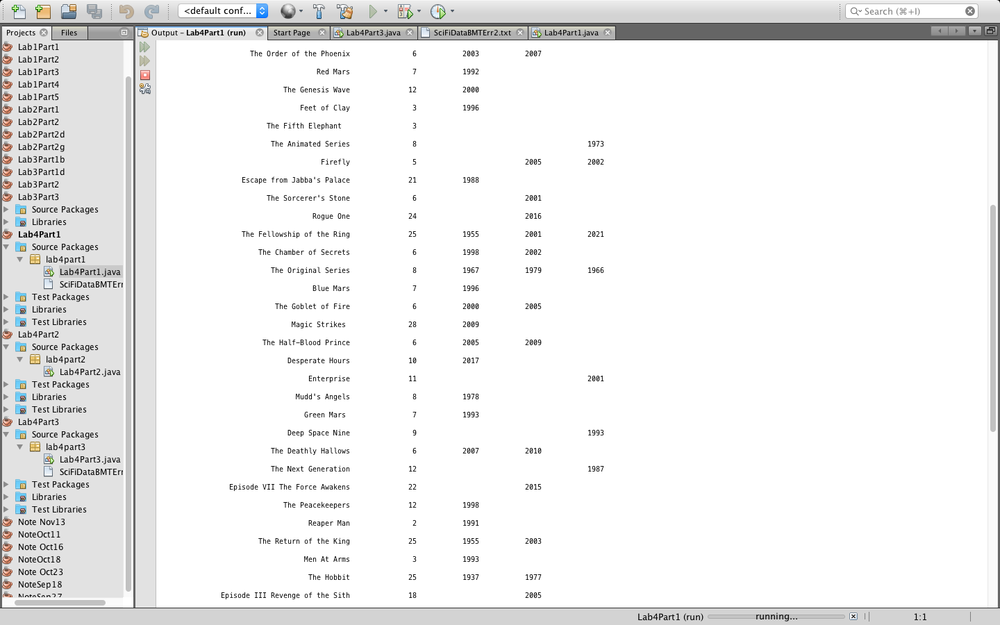 <default conf...
Search (⌘+I)
Projects
Files
Output – Lab4Part1 (run)
Start Page
Lab4Part3.java
SciFiDataBMTErr2.txt
Lab4Part1.java
Lab1Part1
Lab1Part2
Lab1Part3
Lab1Part4
Lab1Part5
Lab2Part1
Lab2Part2
Lab2Part2d
Lab2Part2g
Lab3Part1b
Lab3Part1d
Lab3Part2
Lab3Part3
Source Packages
Libraries
Lab4Part1
Source Packages
lab4part1
Lab4Part1.java
SciFiDataBMTErr
Test Packages
Libraries
Test Libraries
Lab4Part2
Source Packages
lab4part2
Lab4Part2.java
Test Packages
Libraries
Test Libraries
Lab4Part3
Source Packages
lab4part3
Lab4Part3.java
SciFiDataBMTErr
Test Packages
Libraries
Test Libraries
Note Nov13
NoteOct11
Note Oct16
NoteOct18
Note Oct23
NoteSep18
NoteSep27
The Order of the Phoenix 6 2003 2007
Red Mars 7 1992
The Genesis Wave 12 2000
Feet of Clay 3 1996
The Fifth Elephant 3
The Animated Series 8 1973
Firefly 5 2005 2002
Escape from Jabba's Palace 21 1988
The Sorcerer's Stone 6 2001
Rogue One 24 2016
The Fellowship of the Ring 25 1955 2001 2021
The Chamber of Secrets 6 1998 2002
The Original Series 8 1967 1979 1966
Blue Mars 7 1996
The Goblet of Fire 6 2000 2005
Magic Strikes 28 2009
The Half-Blood Prince 6 2005 2009
Desperate Hours 10 2017
Enterprise 11 2001
Mudd's Angels 8 1978
Green Mars 7 1993
Deep Space Nine 9 1993
The Deathly Hallows 6 2007 2010
The Next Generation 12 1987
Episode VII The Force Awakens 22 2015
The Peacekeepers 12 1998
Reaper Man 2 1991
The Return of the King 25 1955 2003
Men At Arms 3 1993
The Hobbit 25 1937 1977
Episode III Revenge of the Sith 18 2005
Lab4Part1 (run)
running...
1:1